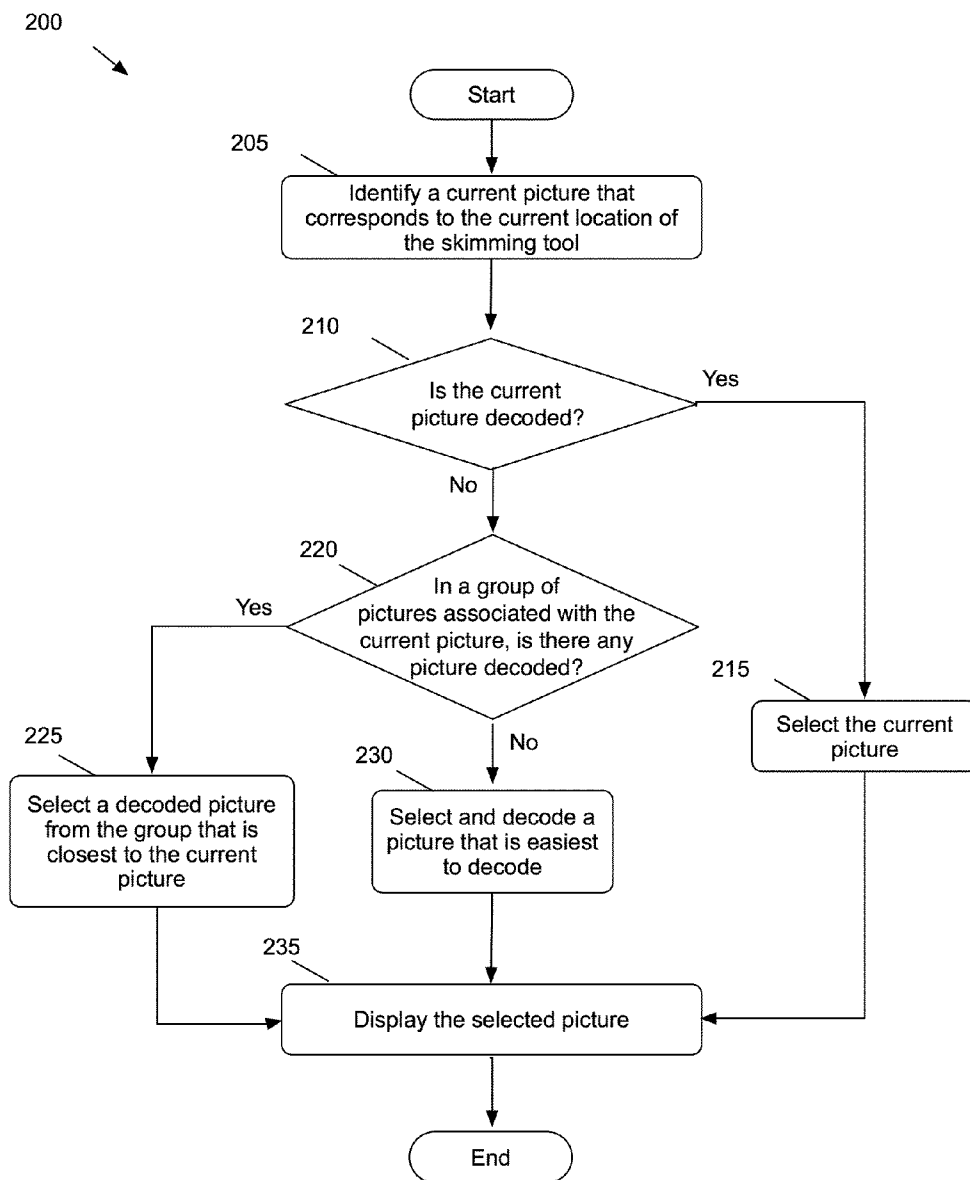 200
Start
205
Identify a current picture that
corresponds to the current location of
the skimming tool
210
Is the current
picture decoded?
Yes
No
220
In a group of
pictures associated with the
current picture, is there any
picture decoded?
Yes
215
Select the current
picture
No
225
Select a decoded picture
from the group that is
closest to the current
picture
230
Select and decode a
picture that is easiest
to decode
235
Display the selected picture
End